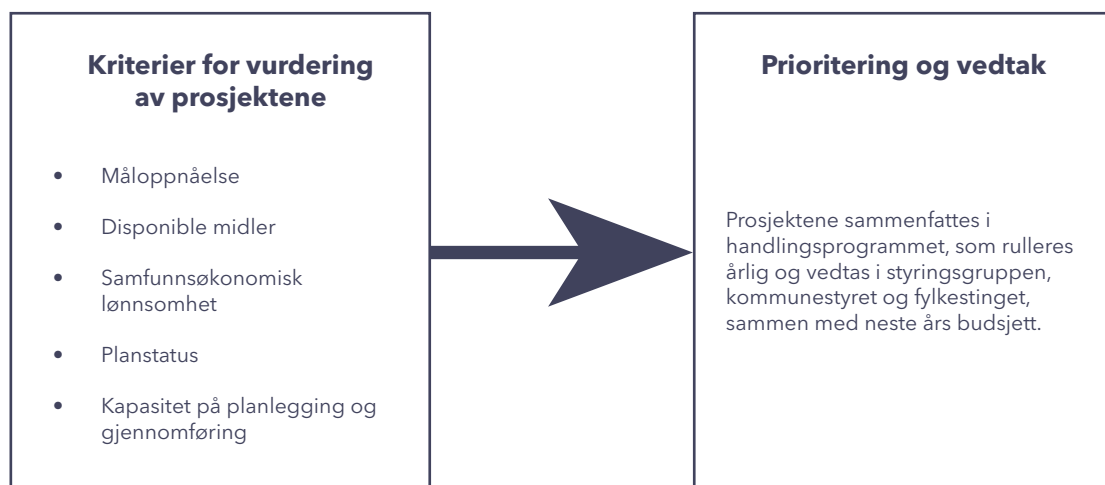 Kriterier for vurdering
av prosjektene
• Måloppnåelse
• Disponible midler
• Samfunnsøkonomisk
lønnsomhet
• Planstatus
• Kapasitet på planlegging og
gjennomføring
Prioritering og vedtak
Prosjektene sammenfattes i
handlingsprogrammet, som rulleres
årlig og vedtas i styringsgruppen,
kommunestyret og fylkestinget,
sammen med neste års budsjett.